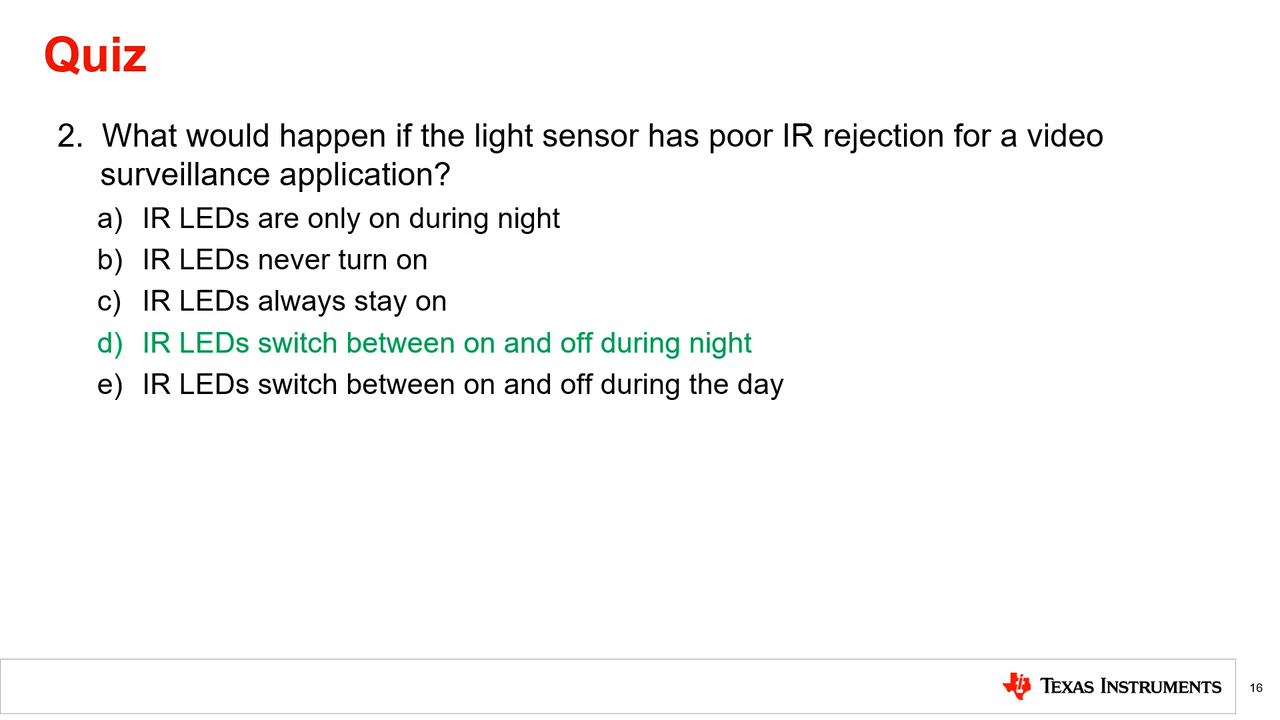 Quiz
2. What would happen if the light sensor has poor IR rejection for a video
surveillance application?
a) IR LEDs are only on during night
b) IR LEDs never turn on
c) IR LEDs always stay on
d) IR LEDs switch between on and off during night
e) IR LEDs switch between on and off during the day
TEXAS INSTRUMENTS
16